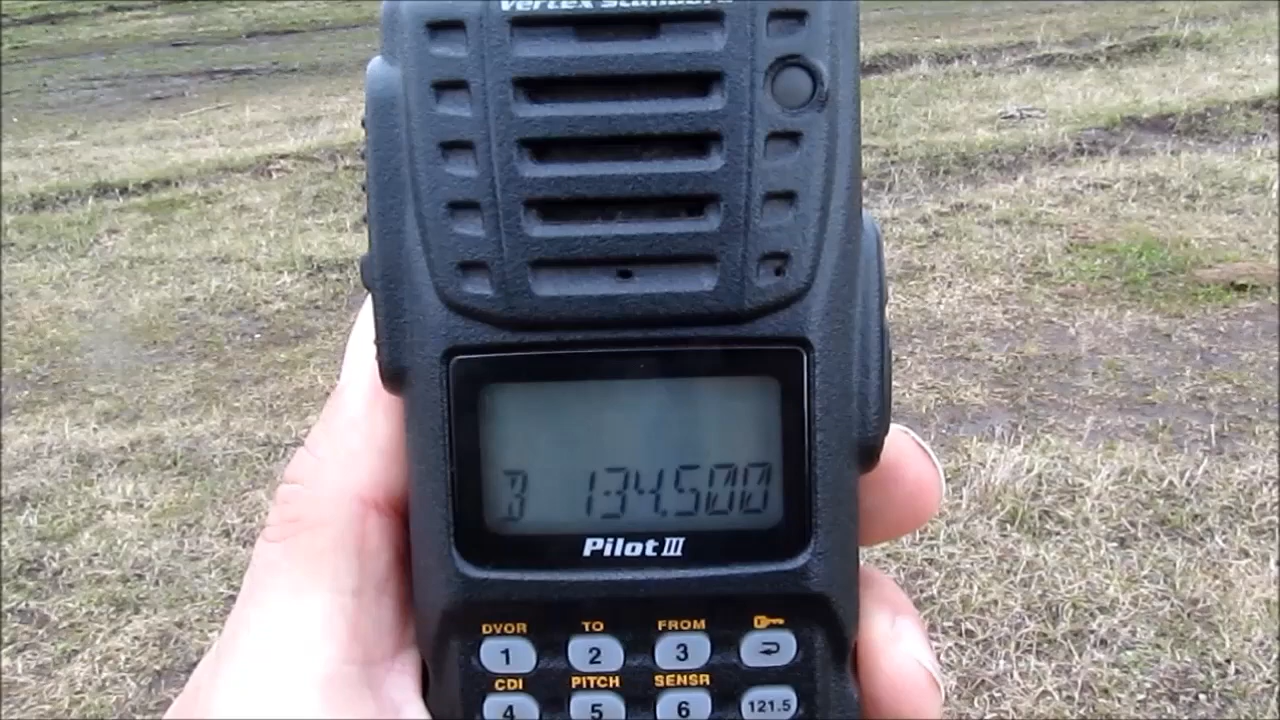 Vertex Standard
B 134.500
Pilot III
DVOR TO FROM
1 2 3
CDI PITCH SENSR
4 5 6 121.5